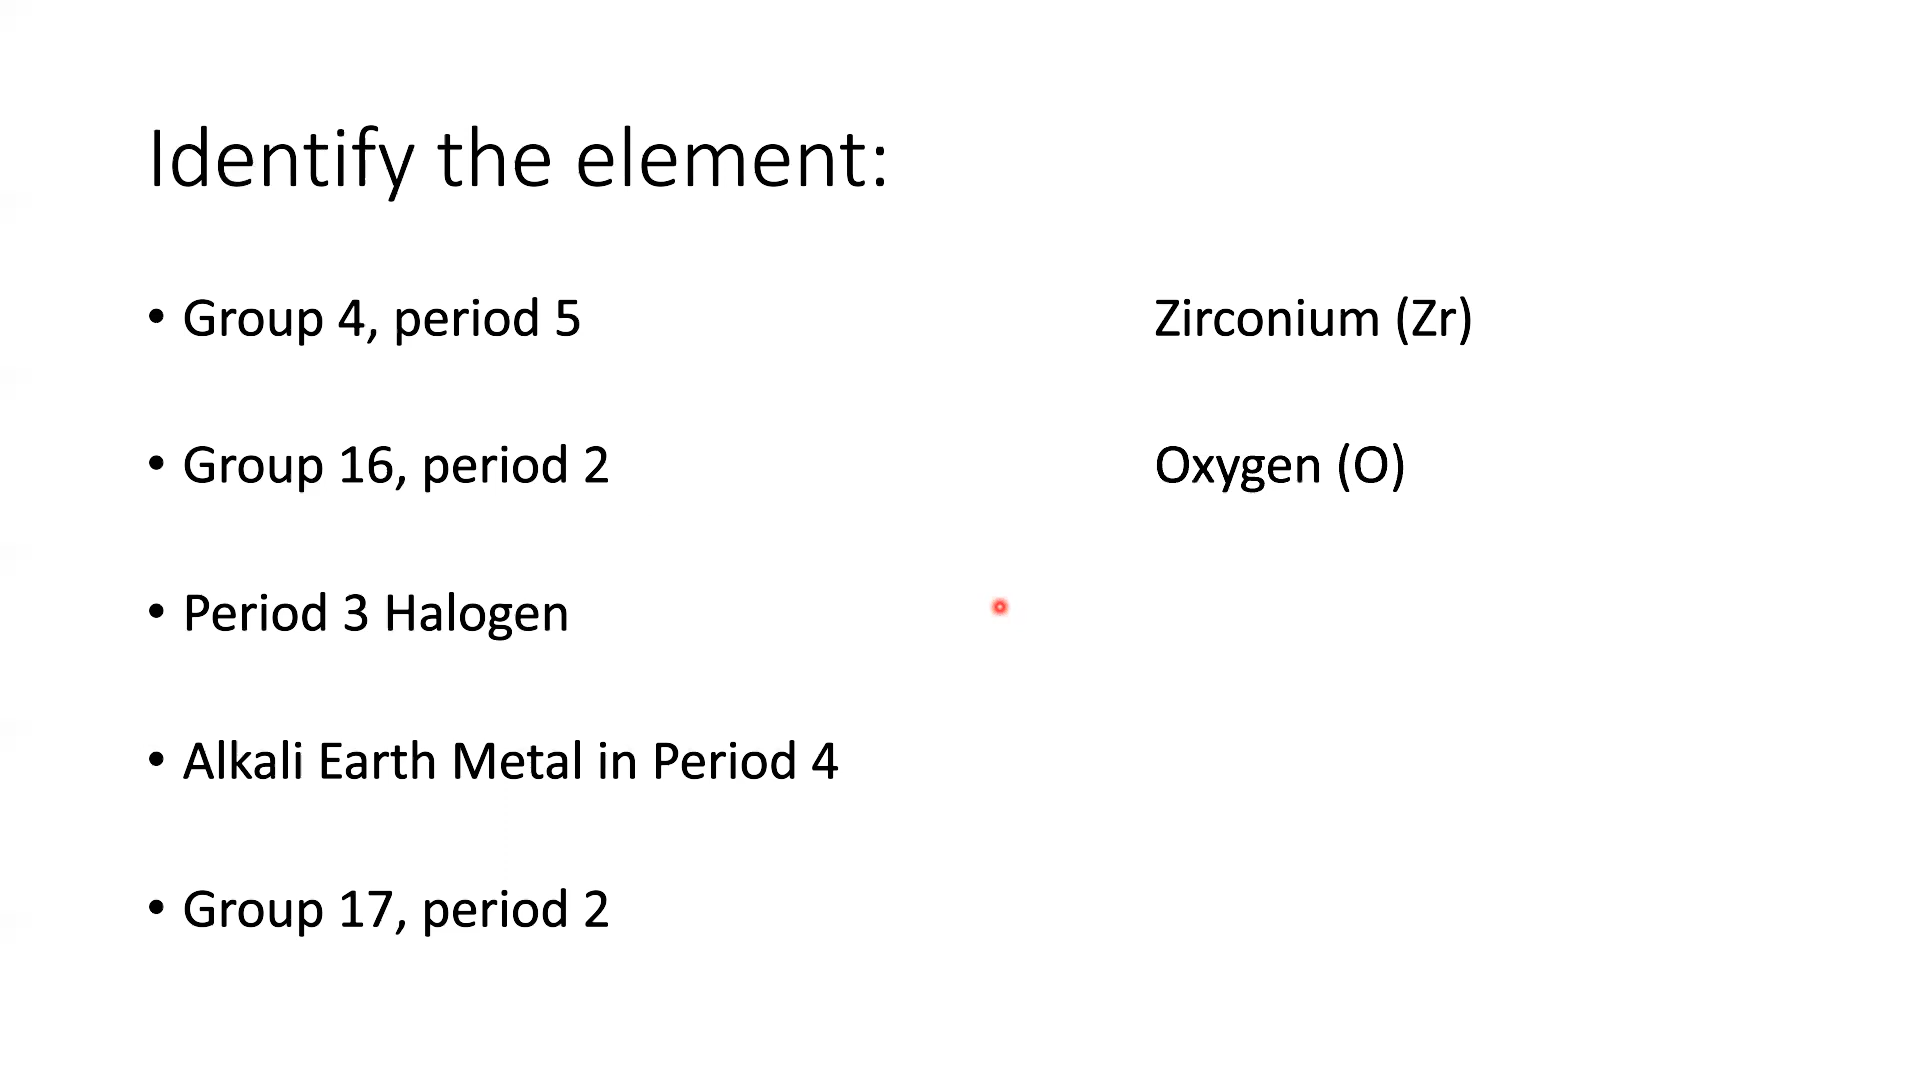 Identify the element:
• Group 4, period 5
Zirconium (Zr)
• Group 16, period 2
Oxygen (O)
• Period 3 Halogen
• Alkali Earth Metal in Period 4
• Group 17, period 2